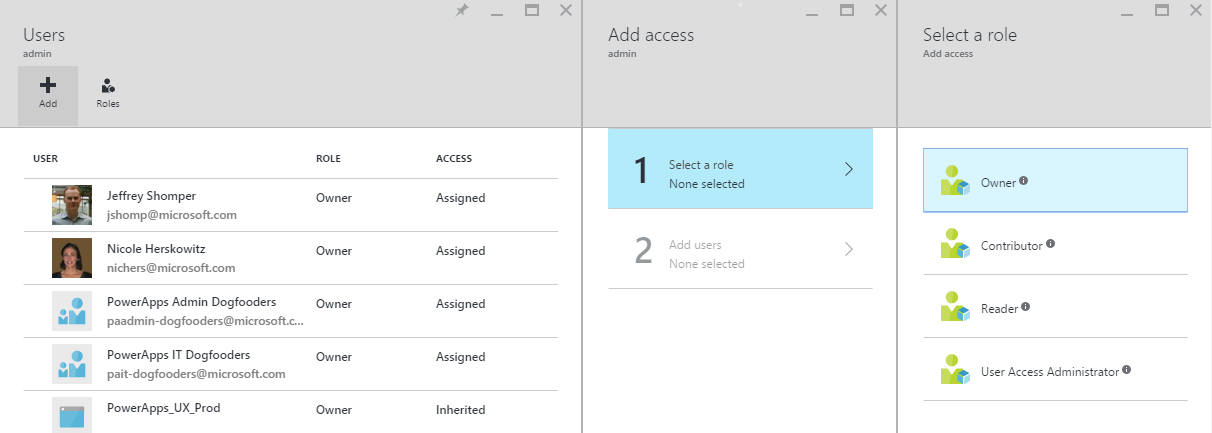 Users
admin
Add
Roles
USER ROLE ACCESS
Jeffrey Shomper
jshomp@microsoft.com
Owner Assigned
Nicole Herskowitz
nichers@microsoft.com
Owner Assigned
PowerApps Admin Dogfooders
paadmin-dogfooders@microsoft.c...
Owner Assigned
PowerApps IT Dogfooders
pait-dogfooders@microsoft.com
Owner Assigned
PowerApps_UX_Prod
Owner Inherited
Add access
admin
1
Select a role
None selected
2
Add users
None selected
Select a role
Add access
Owner
Contributor
Reader
User Access Administrator